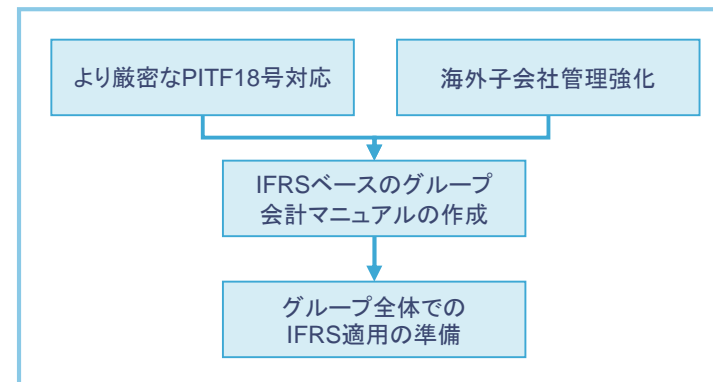 より厳密なPITF18号対応
海外子会社管理強化
IFRSベースのグループ
会計マニュアルの作成
グループ全体での
IFRS適用の準備